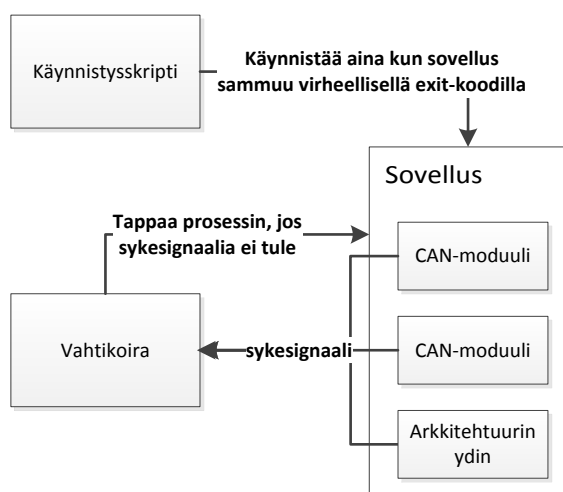 Käynnistysskripti
Käynnistää aina kun sovellus
sammuu virheellisellä exit-koodilla
Sovellus
Tappaa prosessin, jos
sykesignaalia ei tule
CAN-moduuli
Vahtikoira
sykesignaali
CAN-moduuli
Arkkitehtuurin
ydin